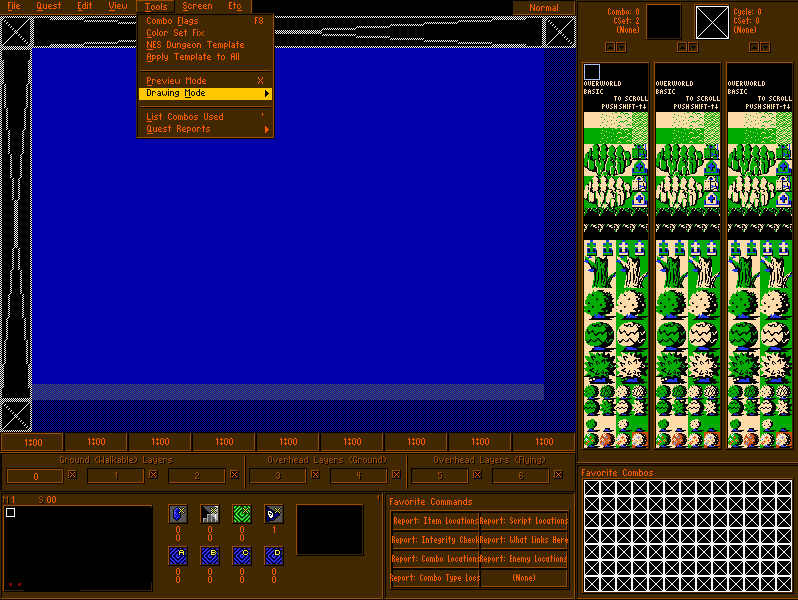 File Quest Edit View Tools Screen Etc
Normal
Combo Flags F8
Color Set Fix
NES Dungeon Template
Apply Template to All
Preview Mode X
Drawing Mode
List Combos Used '
Quest Reports
Combo: 0
CSet: 2
(None)
Cycle: 0
CSet: 0
(None)
OVERWORLD
BASIC
TO SCROLL
PUSH SHIFT-↑↓
OVERWORLD
BASIC
TO SCROLL
PUSH SHIFT-↑↓
OVERWORLD
BASIC
TO SCROLL
PUSH SHIFT-↑↓
1:00 1:00 1:00 1:00 1:00 1:00 1:00 1:00 1:00
Ground (Walkable) Layers Overhead Layers (Ground) Overhead Layers (Flying)
0 1 2 3 4 5 6
Favorite Combos
M 1 S 00
0 0 0 1
0 0 0
A B C D
0 0 0 0
0 0 0 0
1
Favorite Commands
Report: Item Locations Report: Script Locations
Report: Integrity Check Report: What Links Here
Report: Combo Locations Report: Enemy Locations
Report: Combo Type Locs (None)